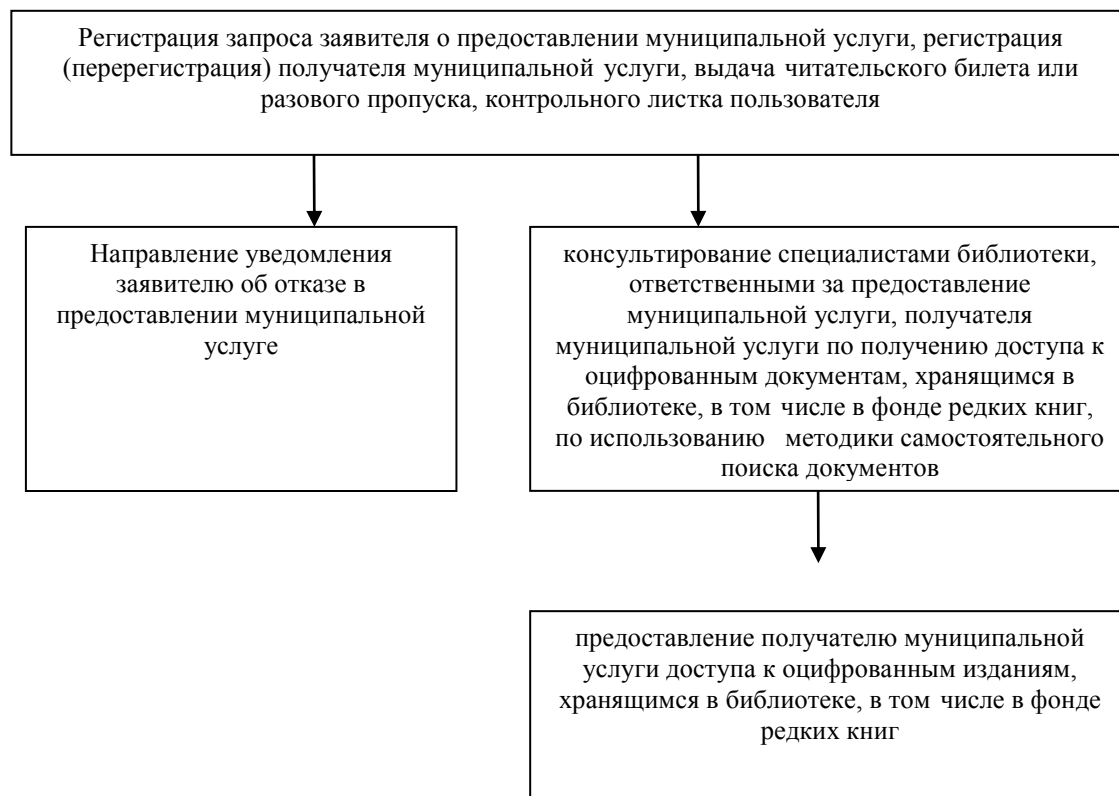 Регистрация запроса заявителя о предоставлении муниципальной услуги, регистрация
(перерегистрация) получателя муниципальной услуги, выдача читательского билета или
разового пропуска, контрольного листка пользователя
Направление уведомления
заявителю об отказе в
предоставлении муниципальной
услуге
консультирование специалистами библиотеки,
ответственными за предоставление
муниципальной услуги, получателя
муниципальной услуги по получению доступа к
оцифрованным документам, хранящимся в
библиотеке, в том числе в фонде редких книг,
по использованию методики самостоятельного
поиска документов
предоставление получателю муниципальной
услуги доступа к оцифрованным изданиям,
хранящимся в библиотеке, в том числе в фонде
редких книг